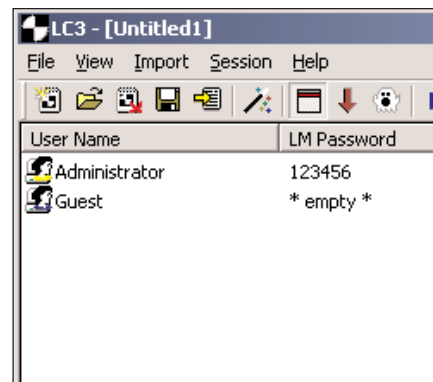 LC3 - [Untitled1]
File View Import Session Help
User Name LM Password
Administrator 123456
Guest * empty *